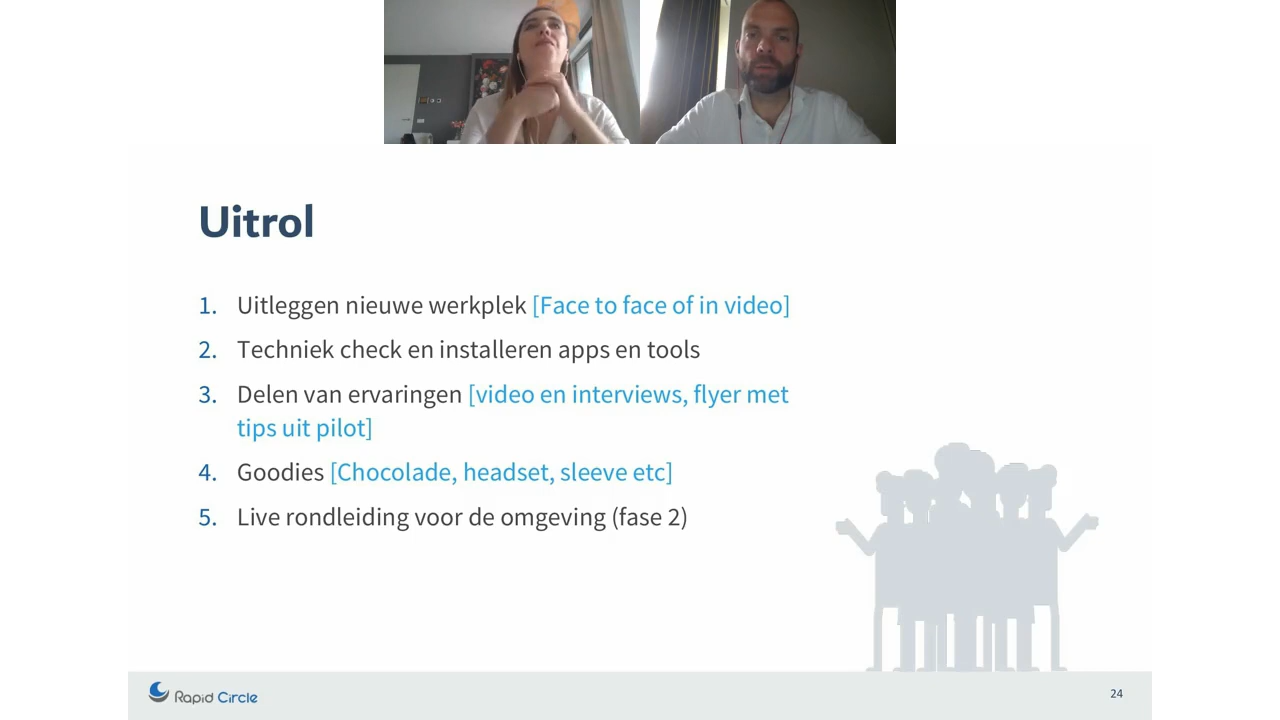 Uitrol
1. Uitleggen nieuwe werkplek [Face to face of in video]
2. Techniek check en installeren apps en tools
3. Delen van ervaringen [video en interviews, flyer met
tips uit pilot]
4. Goodies [Chocolade, headset, sleeve etc]
5. Live rondleiding voor de omgeving (fase 2)
Rapid Circle
24